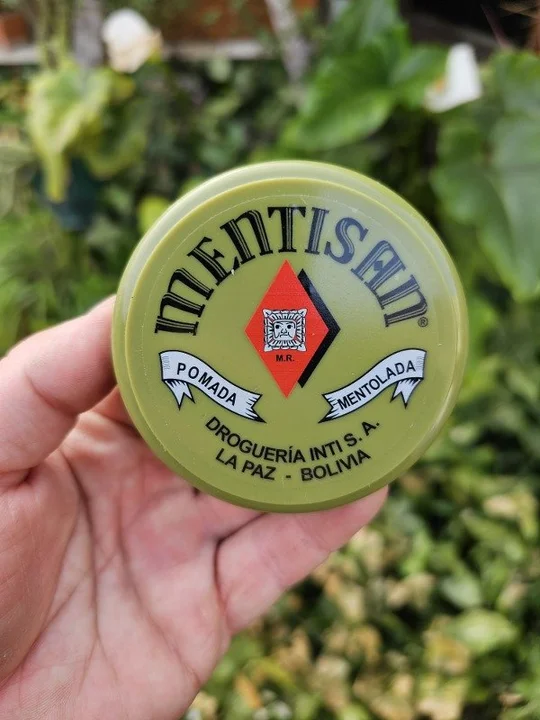 MENTISAN®
M.R.
POMADA
MENTOLADA
DROGUERÍA INTI S. A.
LA PAZ - BOLIVIA